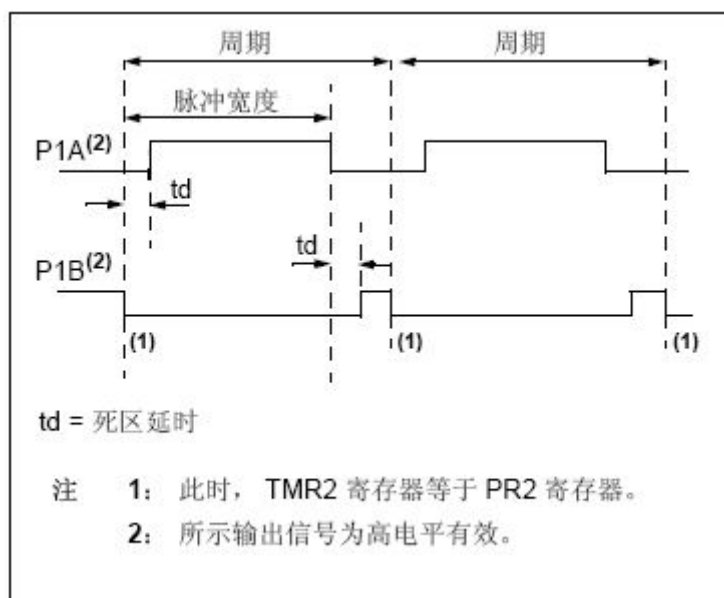 周期 周期
脉冲宽度
P1A(2)
td
td
P1B(2)
(1) (1) (1)
td = 死区延时
注 1: 此时, TMR2 寄存器等于 PR2 寄存器。
2: 所示输出信号为高电平有效。